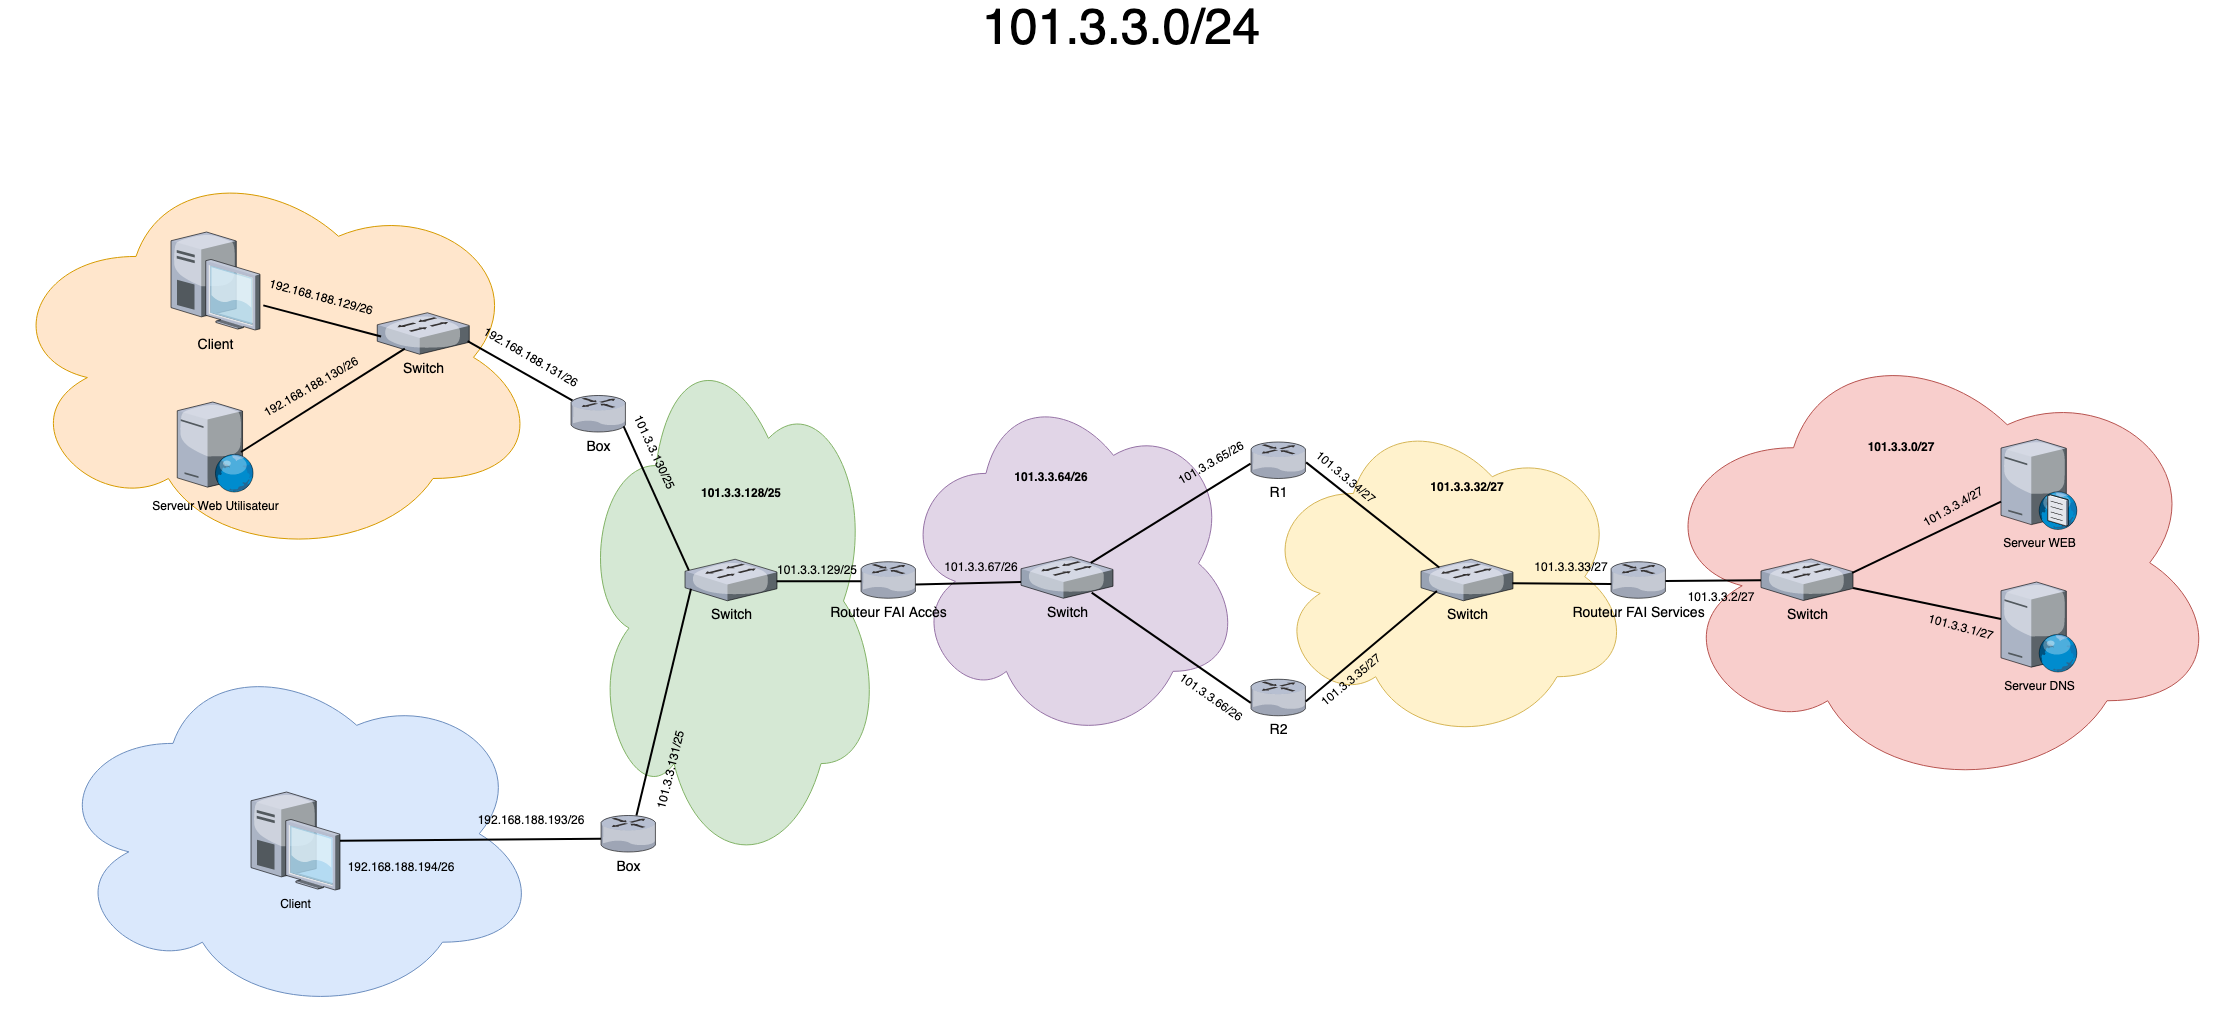 101.3.3.0/24
192.168.188.129/26
Client
Switch
192.168.188.130/26
Serveur Web Utilisateur
192.168.188.131/26
Box
101.3.3.130/25
101.3.3.128/25
Switch
101.3.3.129/25
Routeur FAI Accès
101.3.3.131/25
192.168.188.193/26
192.168.188.194/26
Client
Box
101.3.3.64/26
101.3.3.67/26
Switch
101.3.3.65/26
R1
101.3.3.66/26
R2
101.3.3.34/27
101.3.3.32/27
101.3.3.35/27
Switch
101.3.3.33/27
Routeur FAI Services
101.3.3.2/27
101.3.3.0/27
Switch
101.3.3.4/27
Serveur WEB
101.3.3.1/27
Serveur DNS